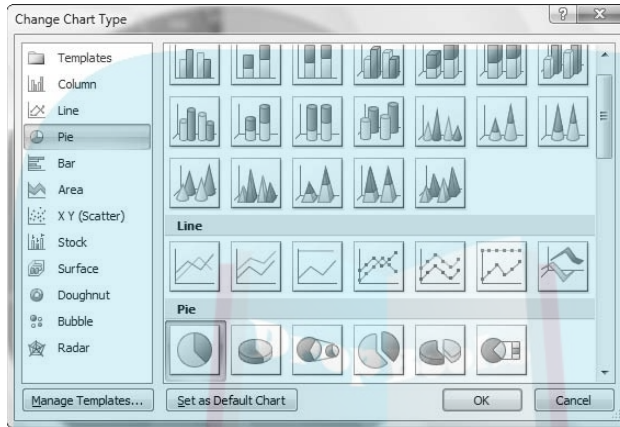 Change Chart Type
Templates
Column
Line
Pie
Bar
Area
X Y (Scatter)
Stock
Surface
Doughnut
Bubble
Radar
Line
Pie
Manage Templates...
Set as Default Chart
OK
Cancel